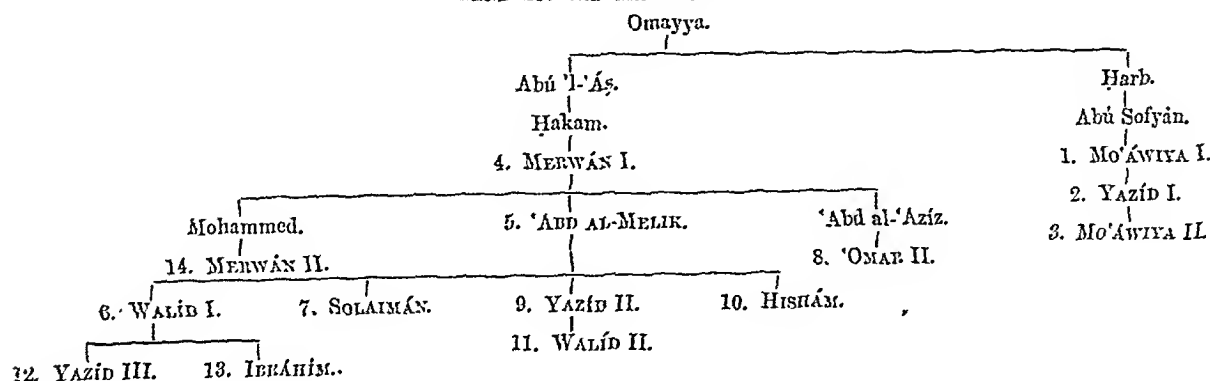 Omayya.
Abú 'l-'Áṣ. Ḥarb.
Ḥakam. Abú Sofyán.
4. MERWÁN I. 1. MO'ÁWIYA I.
2. YAZÍD I.
Mohammed. 5. 'ABD AL-MELIK. 'Abd al-'Azíz. 3. MO'ÁWIYA II.
14. MERWÁN II. 8. 'OMAR II.
6. WALÍD I. 7. SOLAIMÁN. 9. YAZÍD II. 10. HISHÁM.
11. WALÍD II.
12. YAZÍD III. 13. IBRÁHÍM.